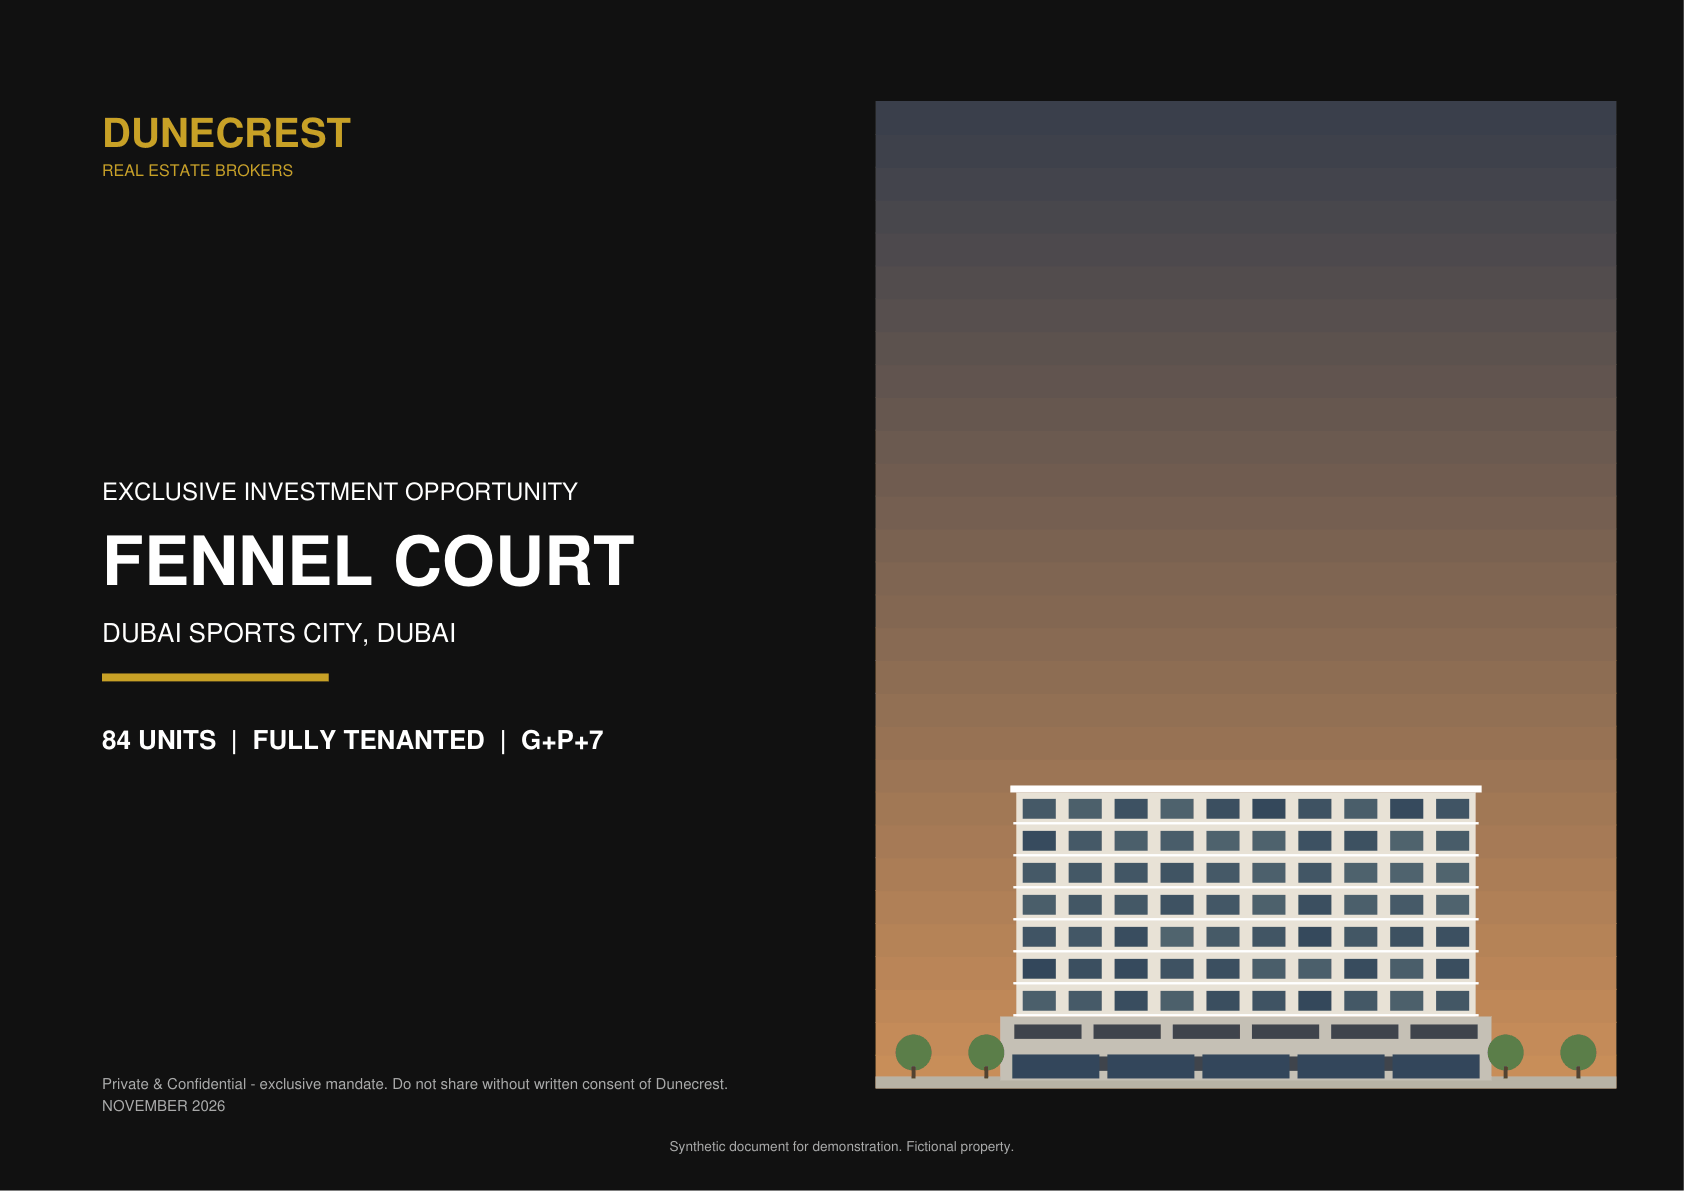 DUNECREST
REAL ESTATE BROKERS
EXCLUSIVE INVESTMENT OPPORTUNITY
FENNEL COURT
DUBAI SPORTS CITY, DUBAI
84 UNITS | FULLY TENANTED | G+P+7
Private & Confidential - exclusive mandate. Do not share without written consent of Dunecrest.
NOVEMBER 2026
Synthetic document for demonstration. Fictional property.